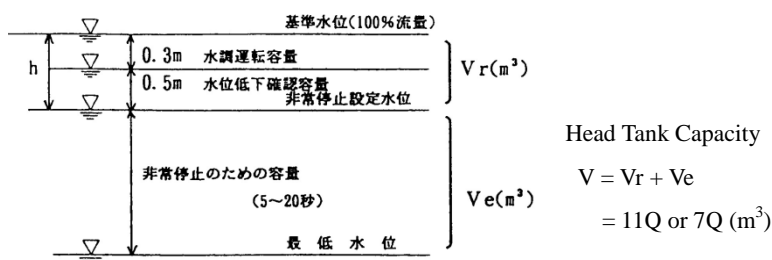 基準水位(100%流量)
h
0.3m 水調運転容量
Vr(m³)
0.5m 水位低下確認容量
非常停止設定水位
Head Tank Capacity
非常停止のための容量
V = Vr + Ve
(5～20秒)
Ve(m³)
= 11Q or 7Q (m³)
最 低 水 位